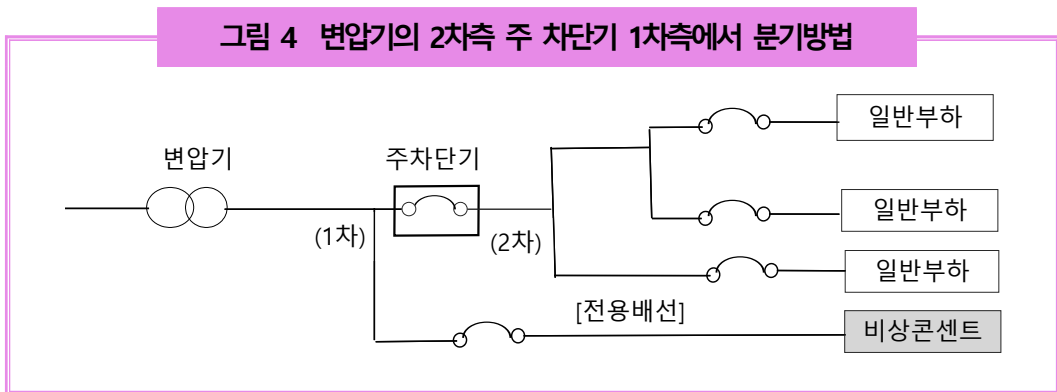 그림 4 변압기의 2차측 주 차단기 1차측에서 분기방법
일반부하
변압기
주차단기
일반부하
(1차)
(2차)
일반부하
[전용배선]
비상콘센트